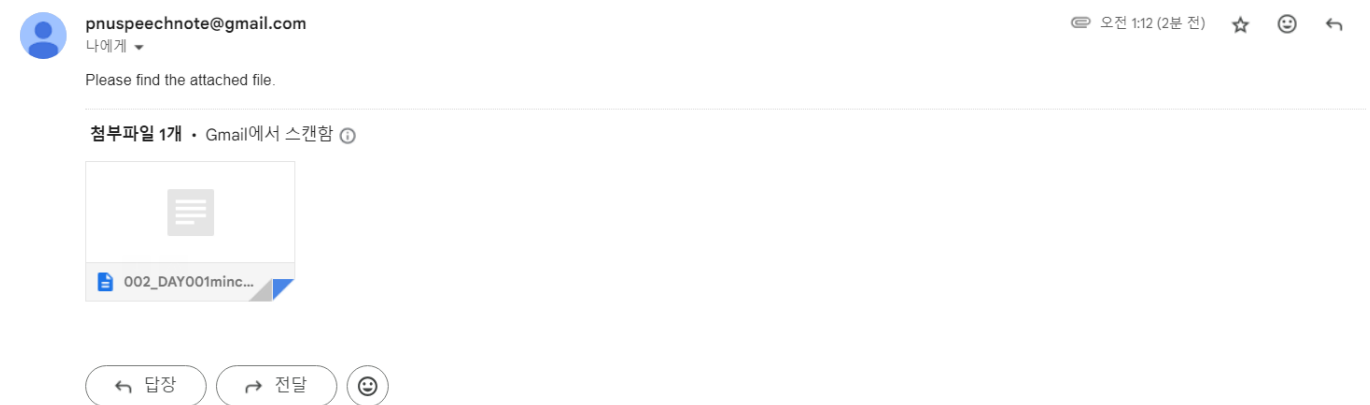 pnuspeechnote@gmail.com
오전 1:12 (2분 전)
나에게
Please find the attached file.
첨부파일 1개 • Gmail에서 스캔함
002_DAY001minc...
답장
전달